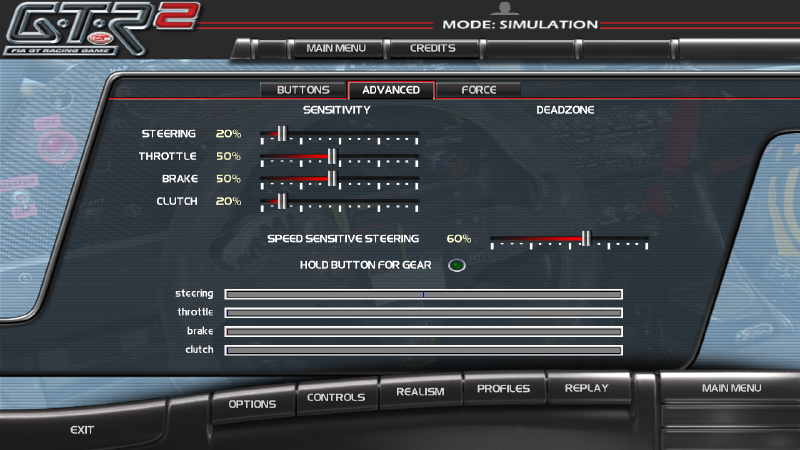 GTR2
FIA GT RACING GAME
MODE: SIMULATION
MAIN MENU CREDITS
BUTTONS ADVANCED FORCE
SENSITIVITY DEADZONE
STEERING 20%
THROTTLE 50%
BRAKE 50%
CLUTCH 20%
SPEED SENSITIVE STEERING 60%
HOLD BUTTON FOR GEAR
steering
throttle
brake
clutch
OPTIONS CONTROLS REALISM PROFILES REPLAY MAIN MENU
EXIT